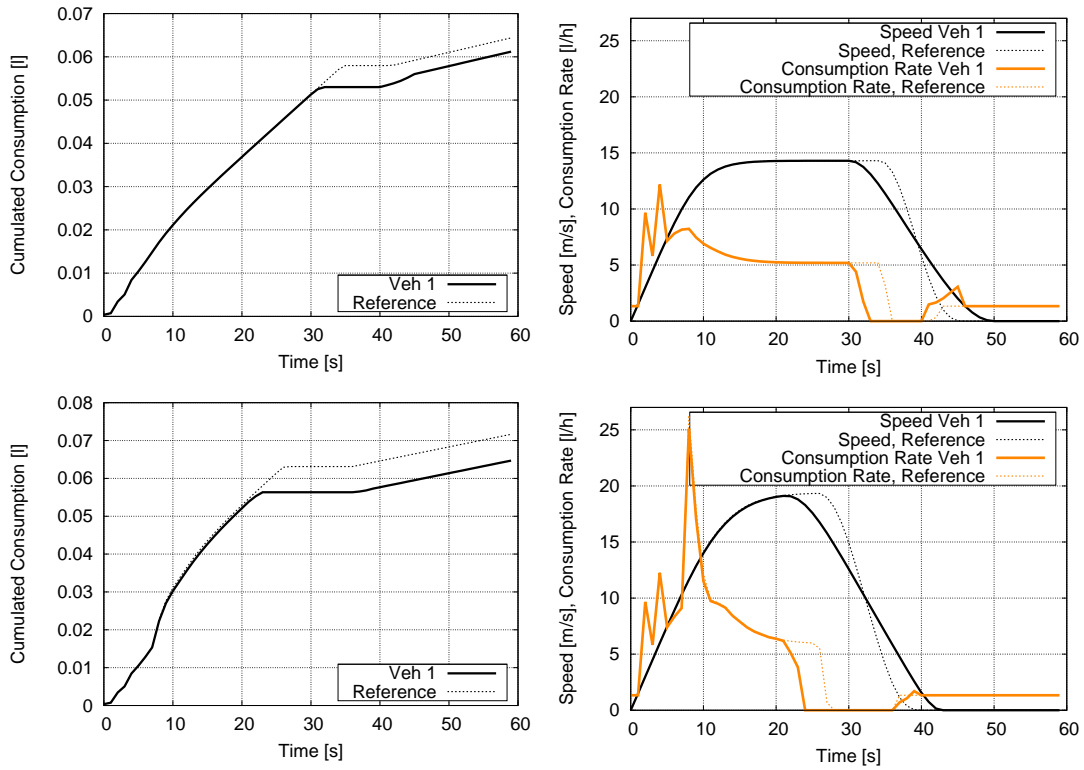 Cumulated Consumption [l]
0.07
0.06
0.05
0.04
0.03
0.02
0.01
0
Veh 1
Reference
0 10 20 30 40 50 60
Time [s]
Speed [m/s], Consumption Rate [l/h]
25
20
15
10
5
0
Speed Veh 1
Speed, Reference
Consumption Rate Veh 1
Consumption Rate, Reference
0 10 20 30 40 50 60
Time [s]
Cumulated Consumption [l]
0.08
0.07
0.06
0.05
0.04
0.03
0.02
0.01
0
Veh 1
Reference
0 10 20 30 40 50 60
Time [s]
Speed [m/s], Consumption Rate [l/h]
25
20
15
10
5
0
Speed Veh 1
Speed, Reference
Consumption Rate Veh 1
Consumption Rate, Reference
0 10 20 30 40 50 60
Time [s]